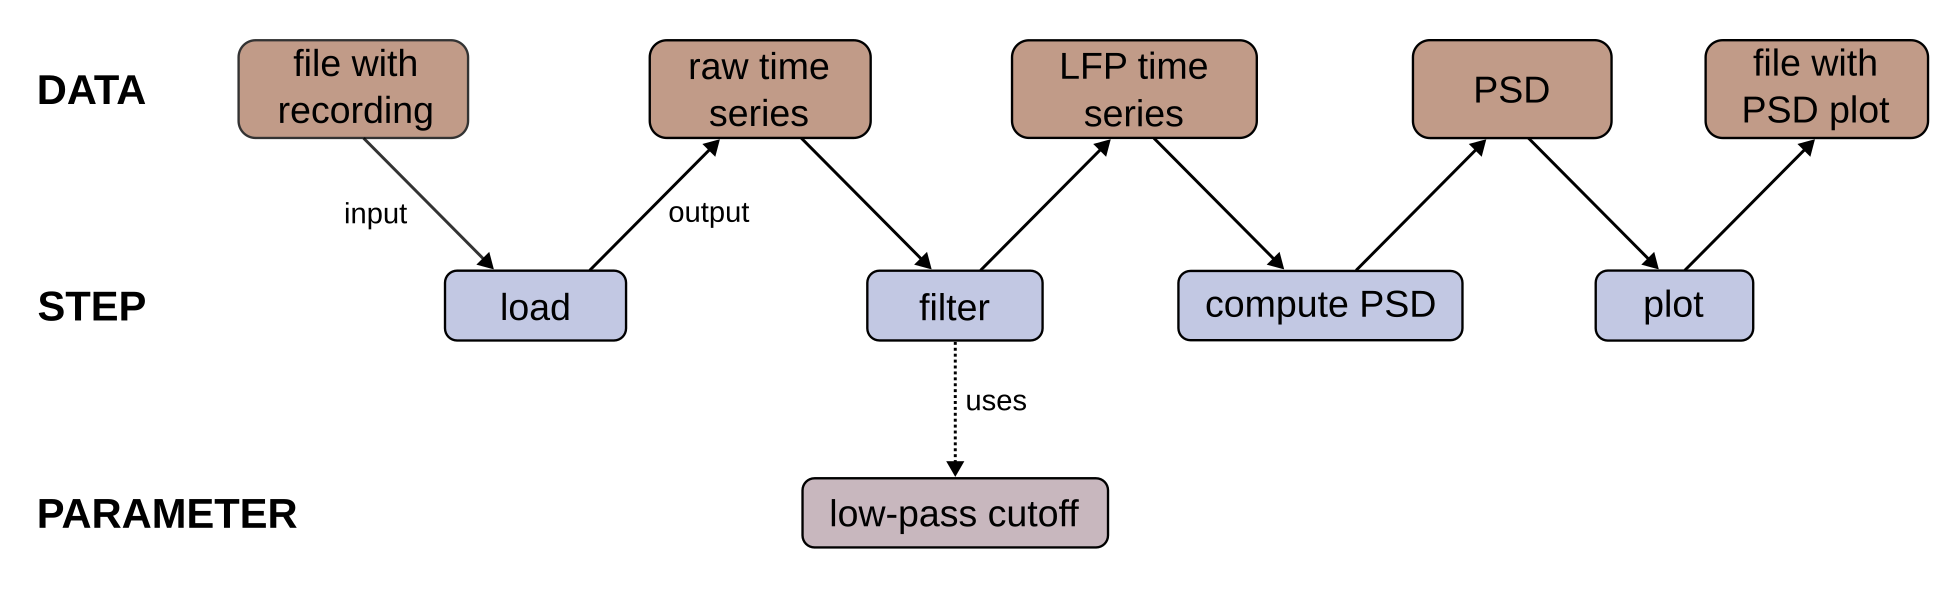 DATA
file with
recording
raw time
series
LFP time
series
PSD
file with
PSD plot
input
output
STEP
load
filter
compute PSD
plot
uses
PARAMETER
low-pass cutoff